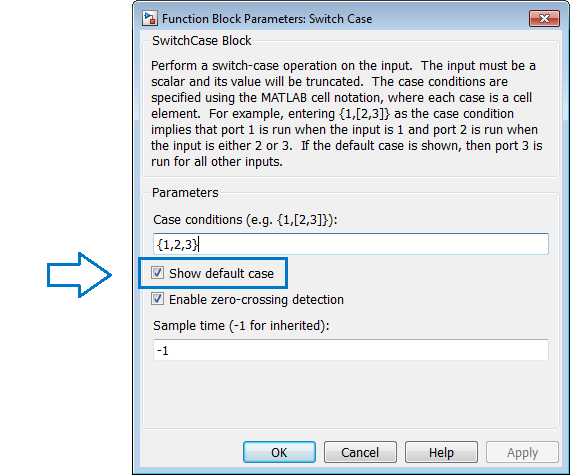 Function Block Parameters: Switch Case
SwitchCase Block
Perform a switch-case operation on the input.  The input must be a
scalar and its value will be truncated.  The case conditions are
specified using the MATLAB cell notation, where each case is a cell
element.  For example, entering {1,[2,3]} as the case condition
implies that port 1 is run when the input is 1 and port 2 is run when
the input is either 2 or 3.  If the default case is shown, then port 3 is
run for all other inputs.
Parameters
Case conditions (e.g. {1,[2,3]}):
{1,2,3}
Show default case
Enable zero-crossing detection
Sample time (-1 for inherited):
-1
OK Cancel Help Apply